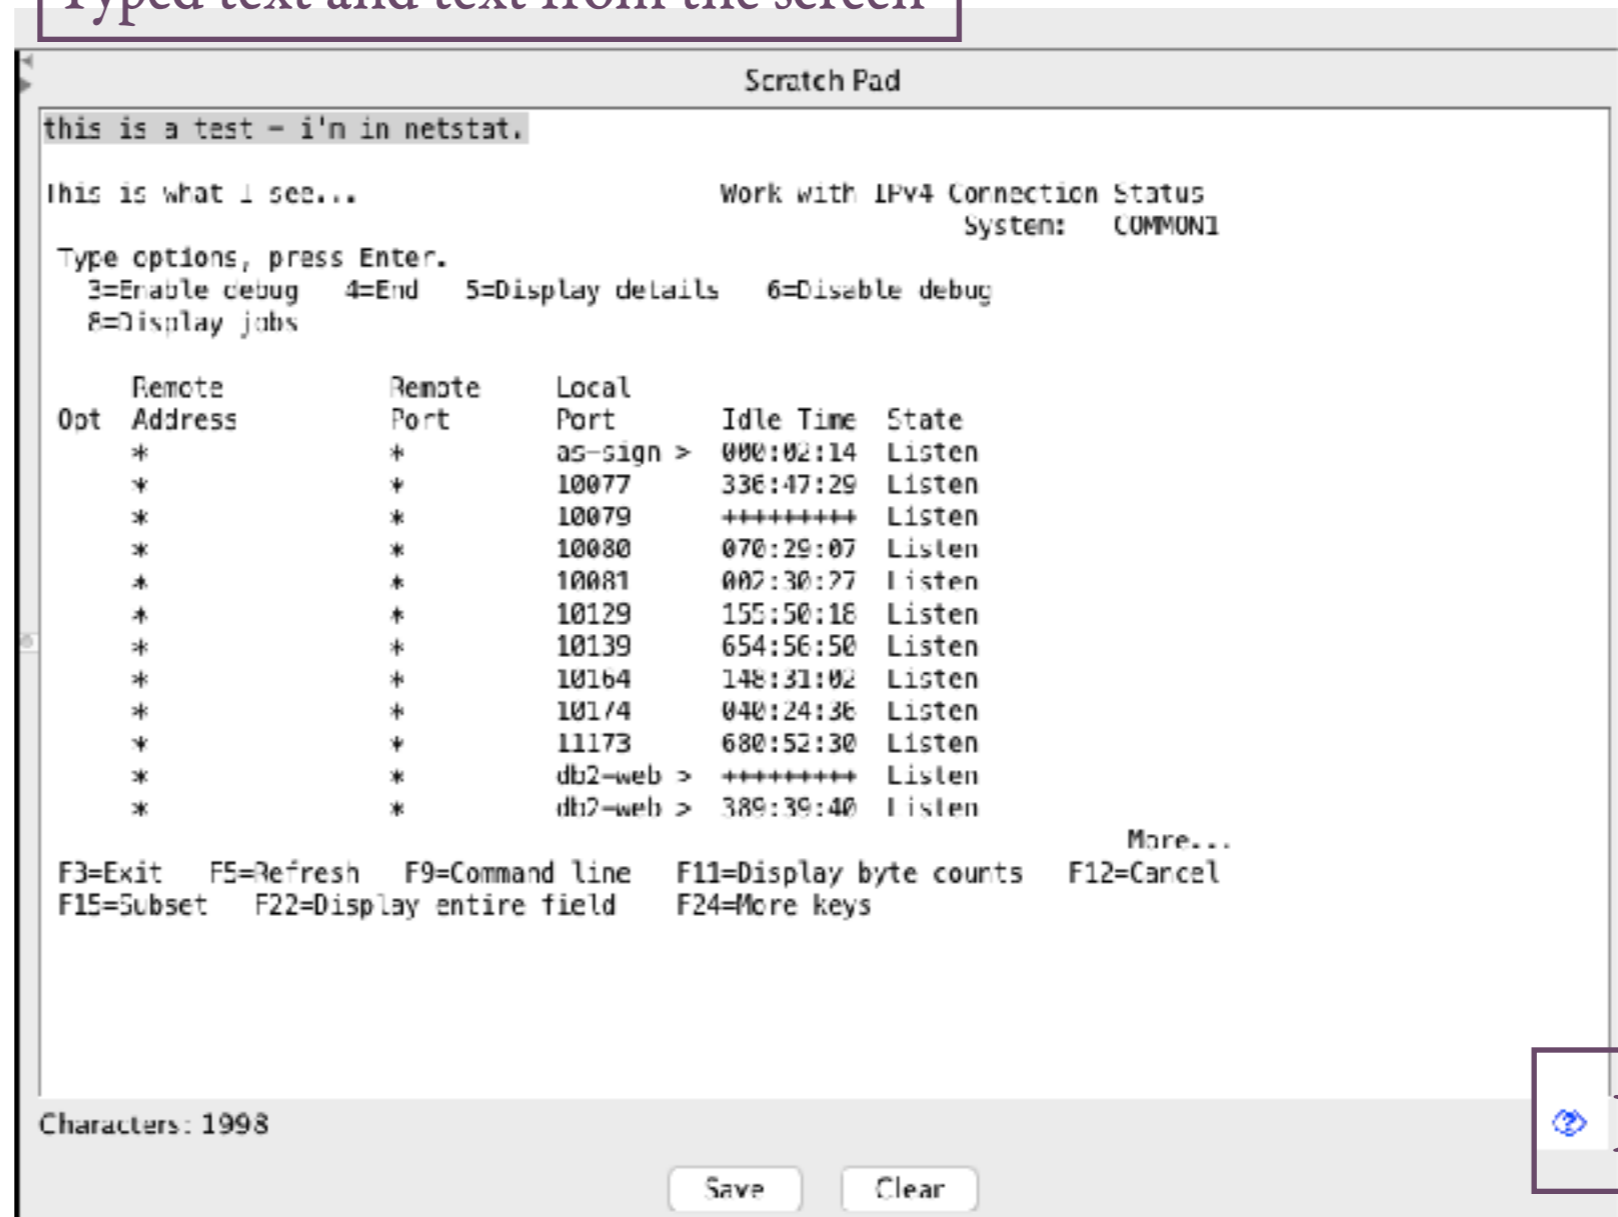 Typed text and text from the screen
Scratch Pad
this is a test - i'm in netstat.
This is what I see... Work with IPv4 Connection Status
System: COMMON1
Type options, press Enter.
3=Enable debug 4=End 5=Display details 6=Disable debug
8=Display jobs
Remote Remote Local
Opt Address Port Port Idle Time State
* * as-sign > 000:02:14 Listen
* * 10077 336:47:29 Listen
* * 10079 +++++++++ Listen
* * 10080 070:29:07 Listen
* * 10081 002:30:27 Listen
* * 10129 155:50:18 Listen
* * 10139 654:56:50 Listen
* * 10164 148:31:02 Listen
* * 10174 040:24:36 Listen
* * 11173 680:52:30 Listen
* * db2-web > +++++++++ Listen
* * db2-web > 389:39:40 Listen
More...
F3=Exit F5=Refresh F9=Command line F11=Display byte counts F12=Cancel
F15=Subset F22=Display entire field F24=More keys
Characters: 1998
Save Clear